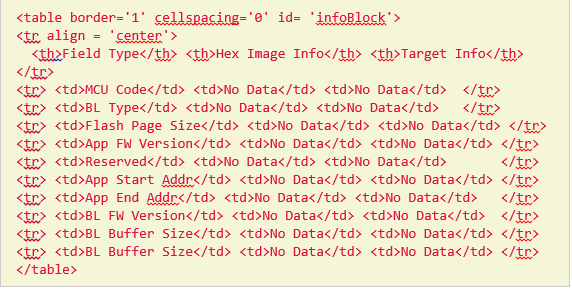 <table border='1' cellspacing='0' id= 'infoBlock'>
<tr align = 'center'>
  <th>Field Type</th> <th>Hex Image Info</th> <th>Target Info</th>
</tr>
<tr> <td>MCU Code</td> <td>No Data</td> <td>No Data</td>  </tr>
<tr> <td>BL Type</td> <td>No Data</td> <td>No Data</td>   </tr>
<tr> <td>Flash Page Size</td> <td>No Data</td> <td>No Data</td> </tr>
<tr> <td>App FW Version</td> <td>No Data</td> <td>No Data</td> </tr>
<tr> <td>Reserved</td> <td>No Data</td> <td>No Data</td>       </tr>
<tr> <td>App Start Addr</td> <td>No Data</td> <td>No Data</td> </tr>
<tr> <td>App End Addr</td> <td>No Data</td> <td>No Data</td>   </tr>
<tr> <td>BL FW Version</td> <td>No Data</td> <td>No Data</td>  </tr>
<tr> <td>BL Buffer Size</td> <td>No Data</td> <td>No Data</td> </tr>
<tr> <td>BL Buffer Size</td> <td>No Data</td> <td>No Data</td> </tr>
</table>